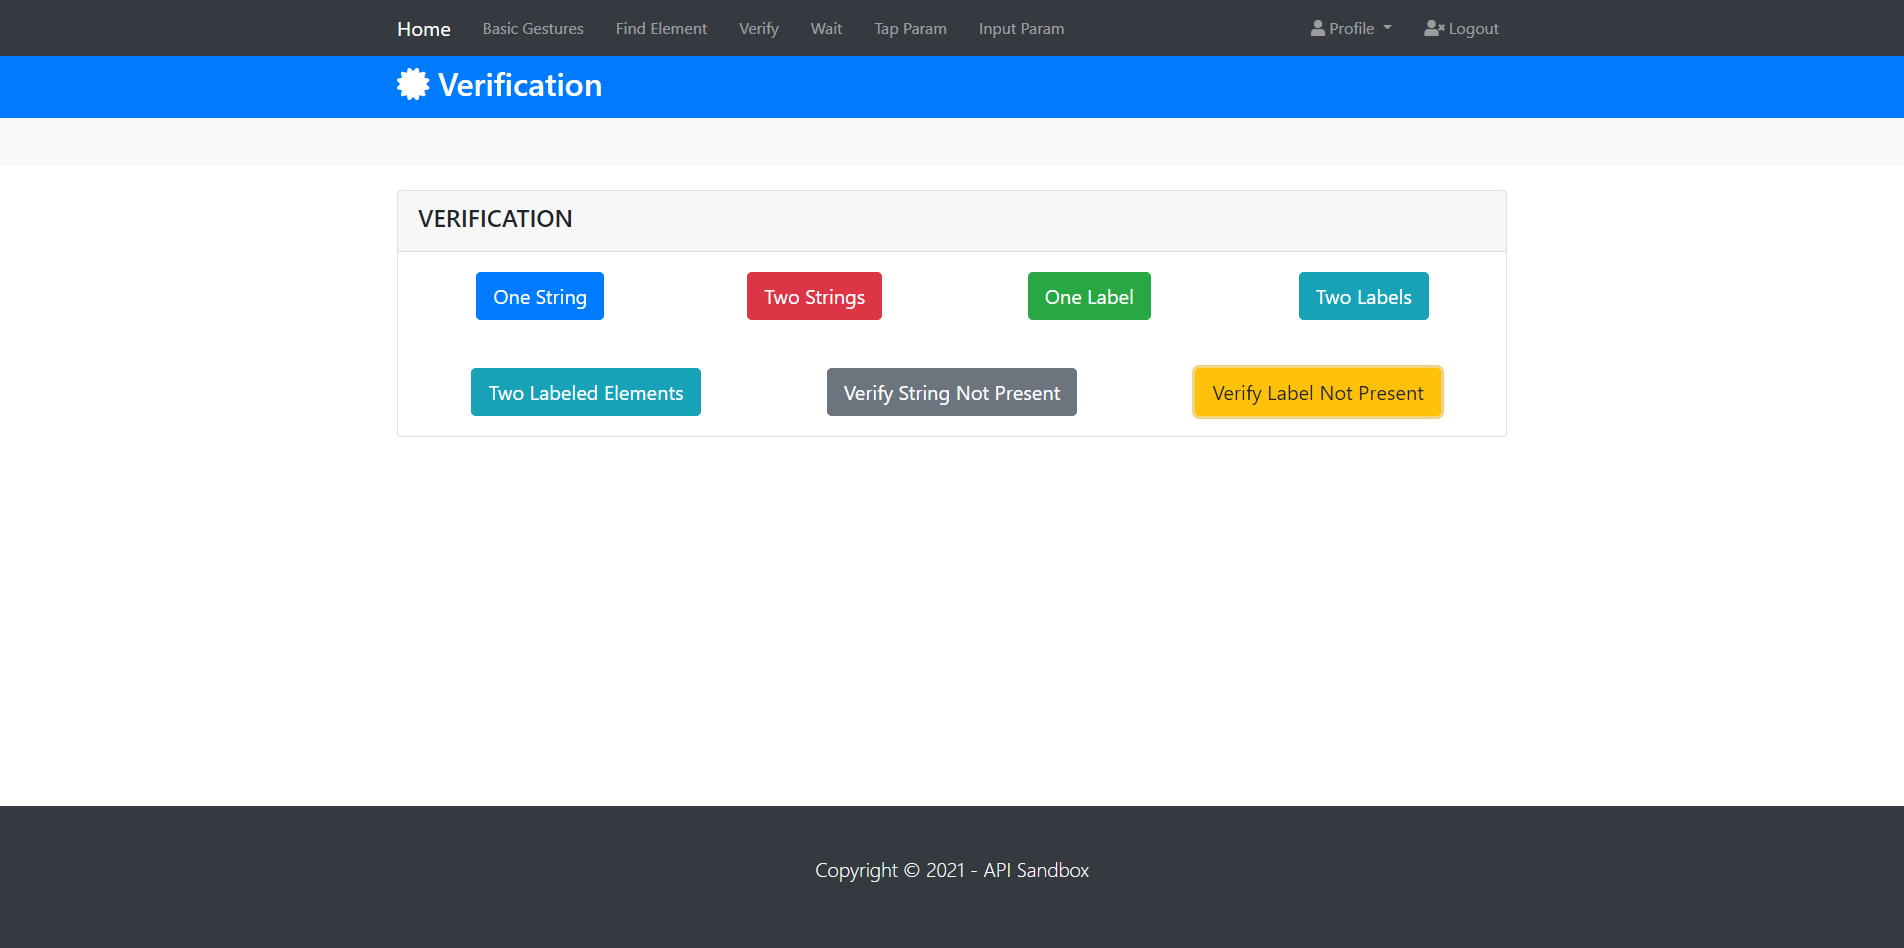 Home Basic Gestures Find Element Verify Wait Tap Param Input Param Profile Logout
Verification
VERIFICATION
One String Two Strings One Label Two Labels
Two Labeled Elements Verify String Not Present Verify Label Not Present
Copyright © 2021 - API Sandbox